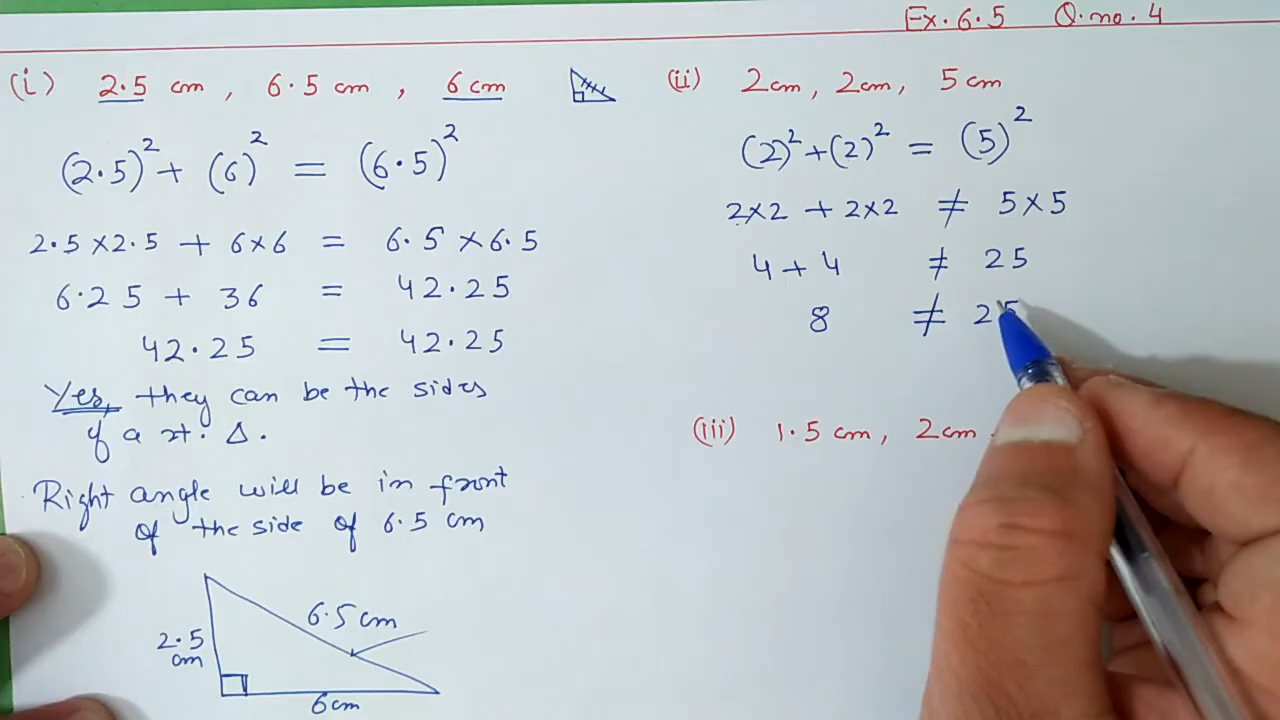 Ex. 6.5 Q. no. 4
(i) 2.5 cm, 6.5 cm, 6 cm
(2.5)² + (6)² = (6.5)²
2.5 × 2.5 + 6×6 = 6.5 × 6.5
6.25 + 36 = 42.25
42.25 = 42.25
Yes, they can be the sides
of a rt. Δ.
Right angle will be in front
of the side of 6.5 cm
6.5 cm
2.5
cm
6 cm
(ii) 2cm, 2cm, 5 cm
(2)² + (2)² = (5)²
2×2 + 2×2 ≠ 5×5
4 + 4 ≠ 25
8 ≠ 25
(iii) 1.5 cm, 2cm